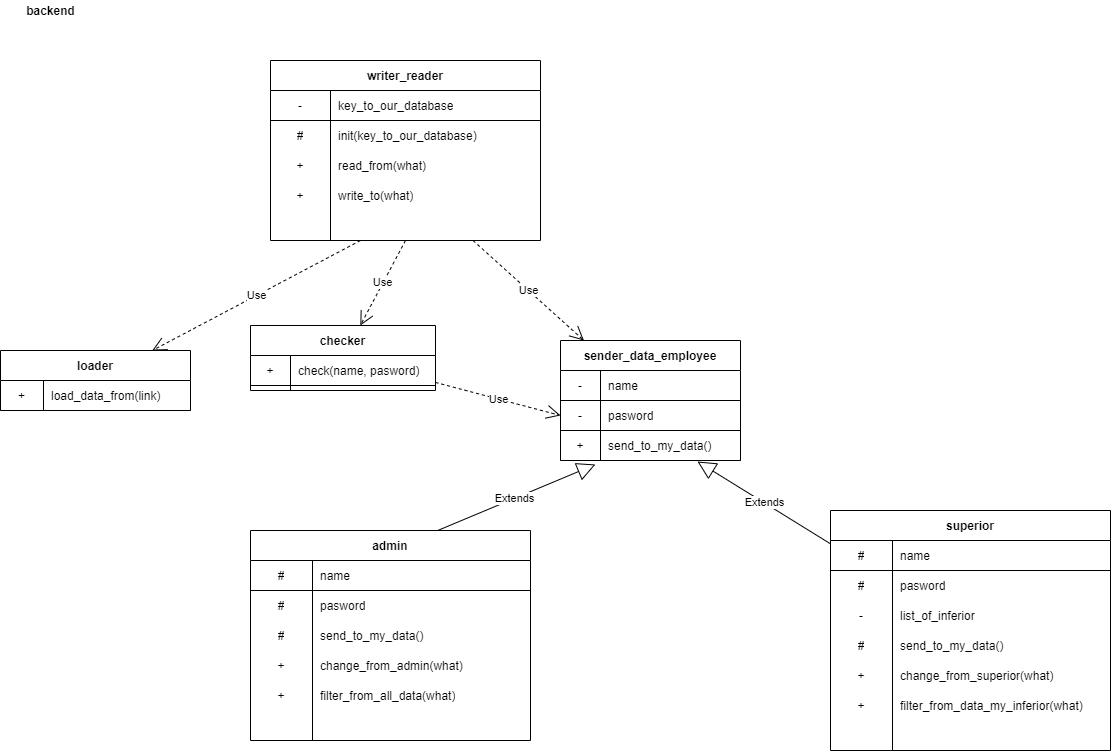 backend
writer_reader
- key_to_our_database
# init(key_to_our_database)
+ read_from(what)
+ write_to(what)
Use
Use
Use
loader
+ load_data_from(link)
checker
+ check(name, pasword)
Use
sender_data_employee
- name
- pasword
+ send_to_my_data()
Extends
Extends
admin
# name
# pasword
# send_to_my_data()
+ change_from_admin(what)
+ filter_from_all_data(what)
superior
# name
# pasword
- list_of_inferior
# send_to_my_data()
+ change_from_superior(what)
+ filter_from_data_my_inferior(what)